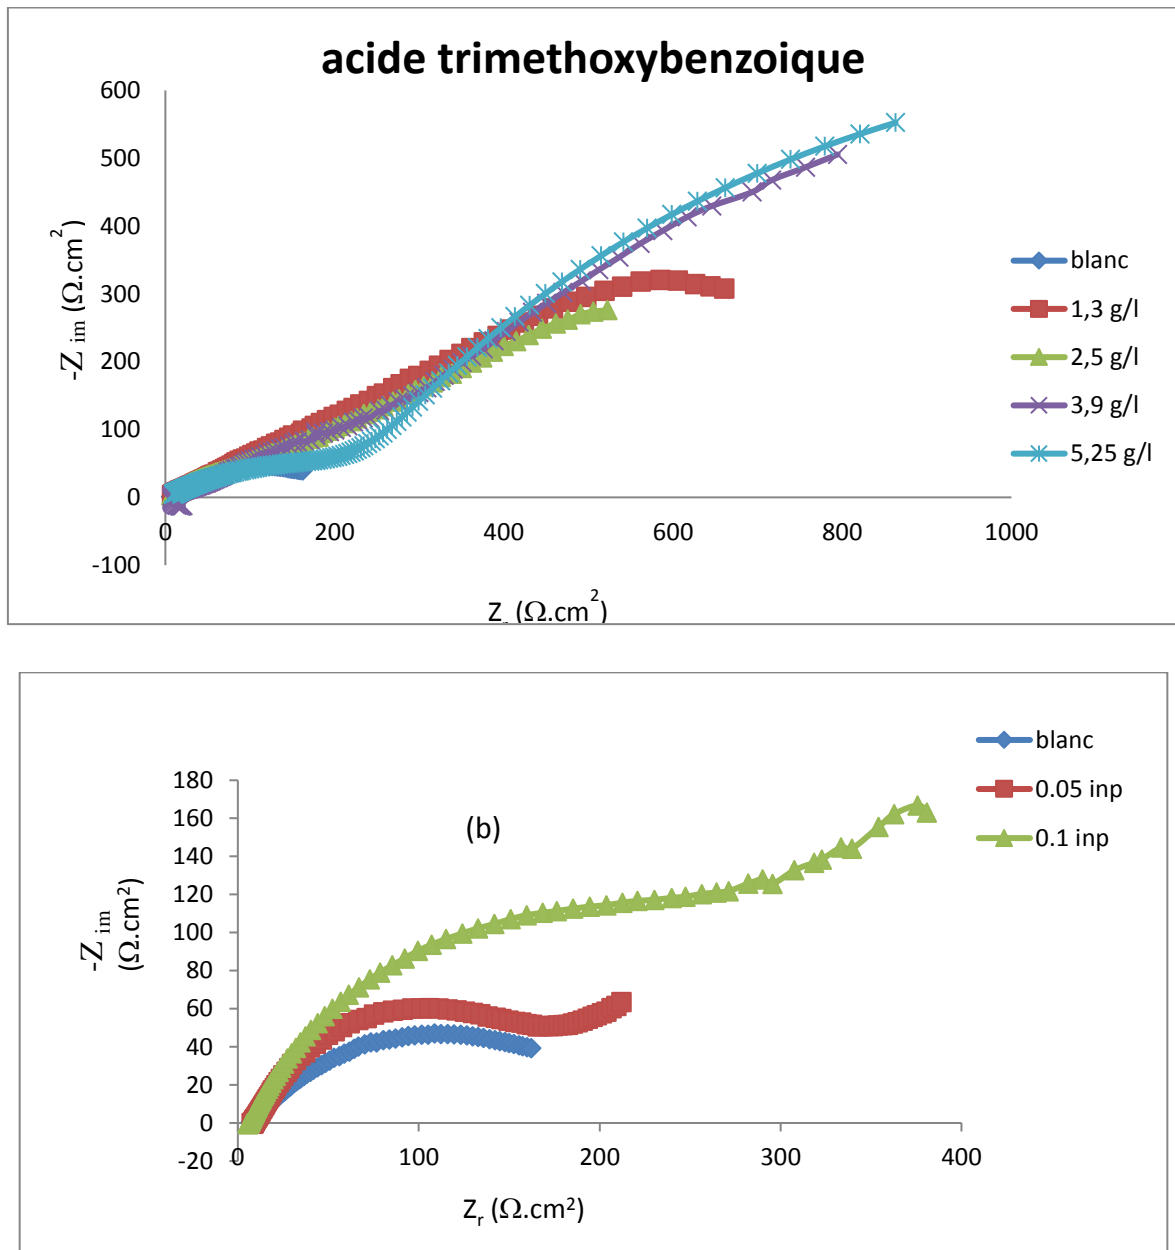 acide trimethoxybenzoique
600
500
400
300
200
100
0
-100
-Z im (Ω.cm2)
0 200 400 600 800 1000
(Ω.cm2)
blanc
1,3 g/l
2,5 g/l
3,9 g/l
5,25 g/l
blanc
0.05 inp
0.1 inp
(b)
180
160
140
120
100
80
60
40
20
0
-20
-Z im
(Ω.cm²)
0 100 200 300 400
Zr (Ω.cm²)